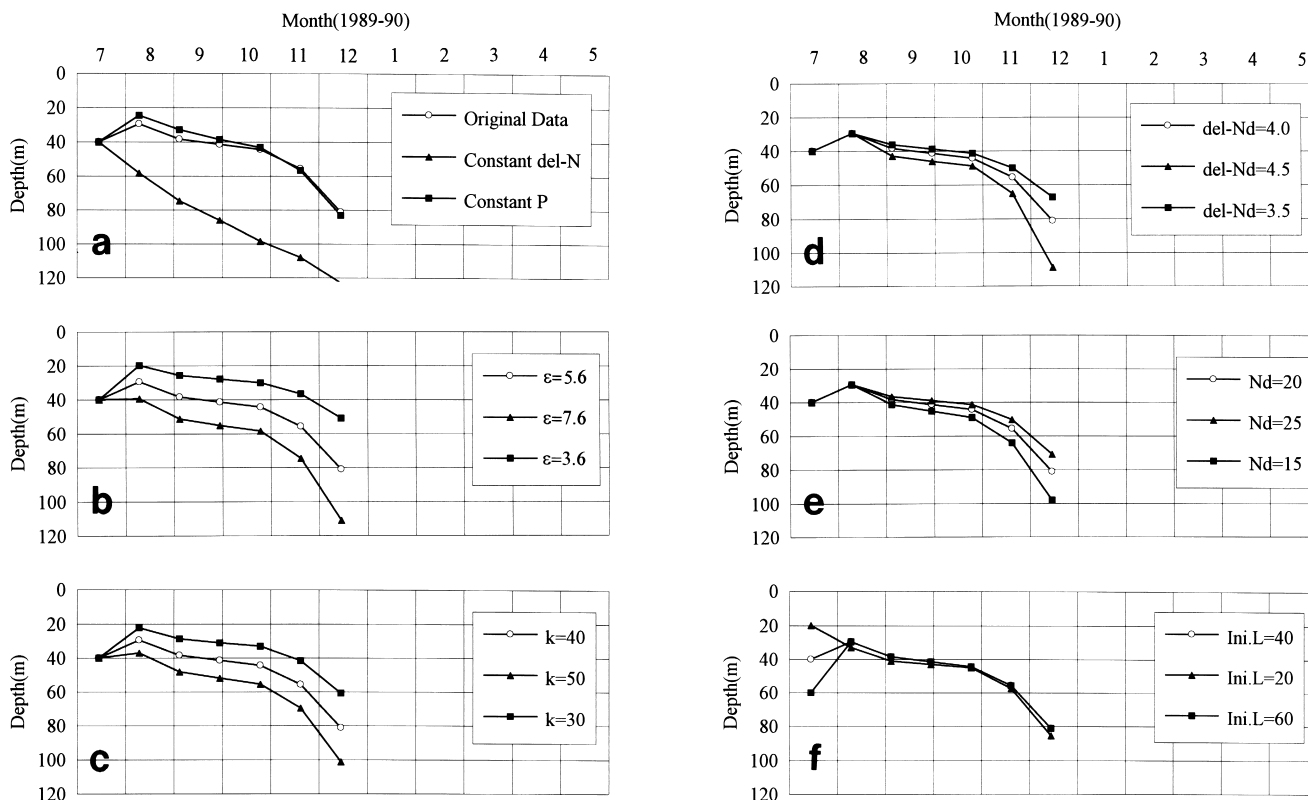 Month(1989-90)
7 8 9 10 11 12 1 2 3 4 5
0
20
40
60
80
100
120
Depth(m)
Original Data
Constant del-N
Constant P
a
0
20
40
60
80
100
120
Depth(m)
ε=5.6
ε=7.6
ε=3.6
b
0
20
40
60
80
100
120
Depth(m)
k=40
k=50
k=30
c
Month(1989-90)
7 8 9 10 11 12 1 2 3 4 5
0
20
40
60
80
100
120
Depth(m)
del-Nd=4.0
del-Nd=4.5
del-Nd=3.5
d
0
20
40
60
80
100
120
Depth(m)
Nd=20
Nd=25
Nd=15
e
0
20
40
60
80
100
120
Depth(m)
Ini.L=40
Ini.L=20
Ini.L=60
f